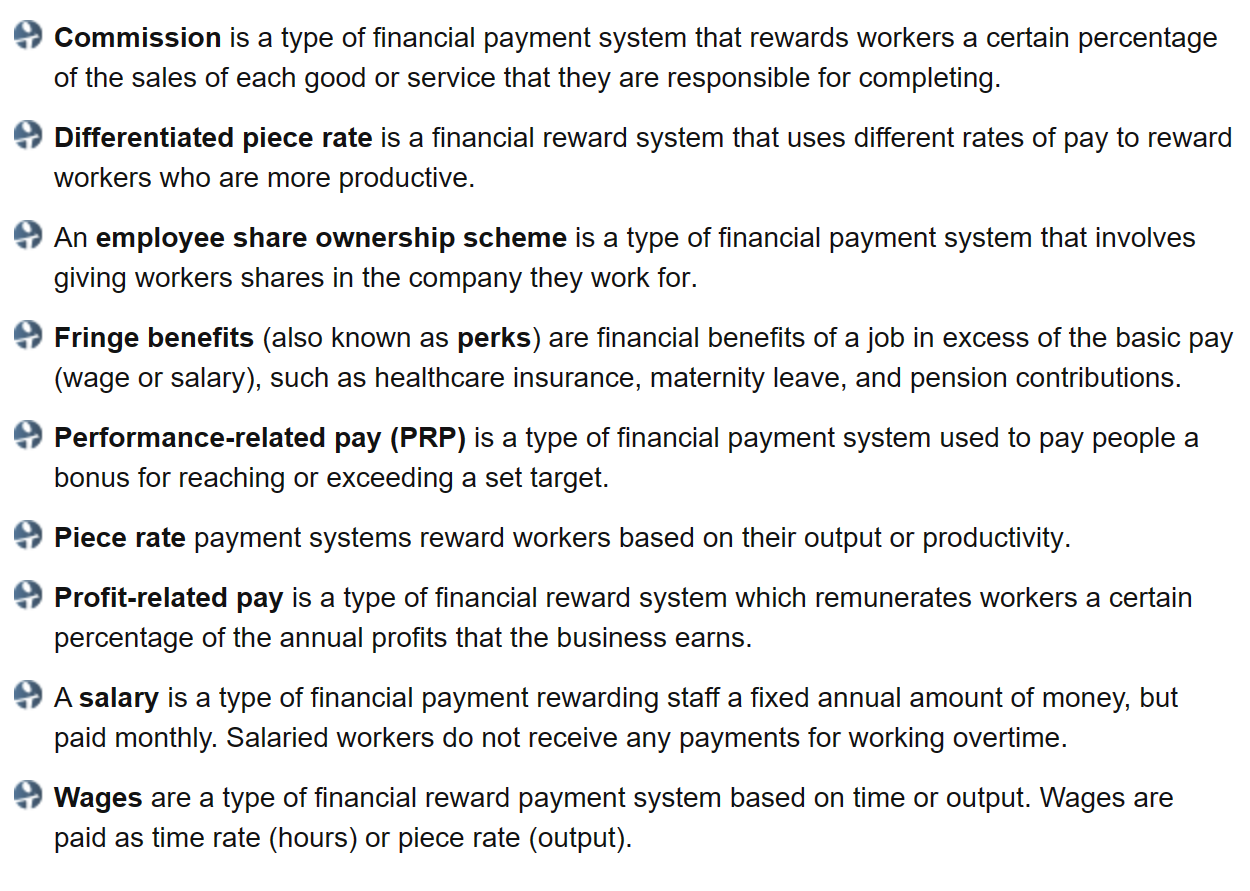 Commission is a type of financial payment system that rewards workers a certain percentage
of the sales of each good or service that they are responsible for completing.
Differentiated piece rate is a financial reward system that uses different rates of pay to reward
workers who are more productive.
An employee share ownership scheme is a type of financial payment system that involves
giving workers shares in the company they work for.
Fringe benefits (also known as perks) are financial benefits of a job in excess of the basic pay
(wage or salary), such as healthcare insurance, maternity leave, and pension contributions.
Performance-related pay (PRP) is a type of financial payment system used to pay people a
bonus for reaching or exceeding a set target.
Piece rate payment systems reward workers based on their output or productivity.
Profit-related pay is a type of financial reward system which remunerates workers a certain
percentage of the annual profits that the business earns.
A salary is a type of financial payment rewarding staff a fixed annual amount of money, but
paid monthly. Salaried workers do not receive any payments for working overtime.
Wages are a type of financial reward payment system based on time or output. Wages are
paid as time rate (hours) or piece rate (output).